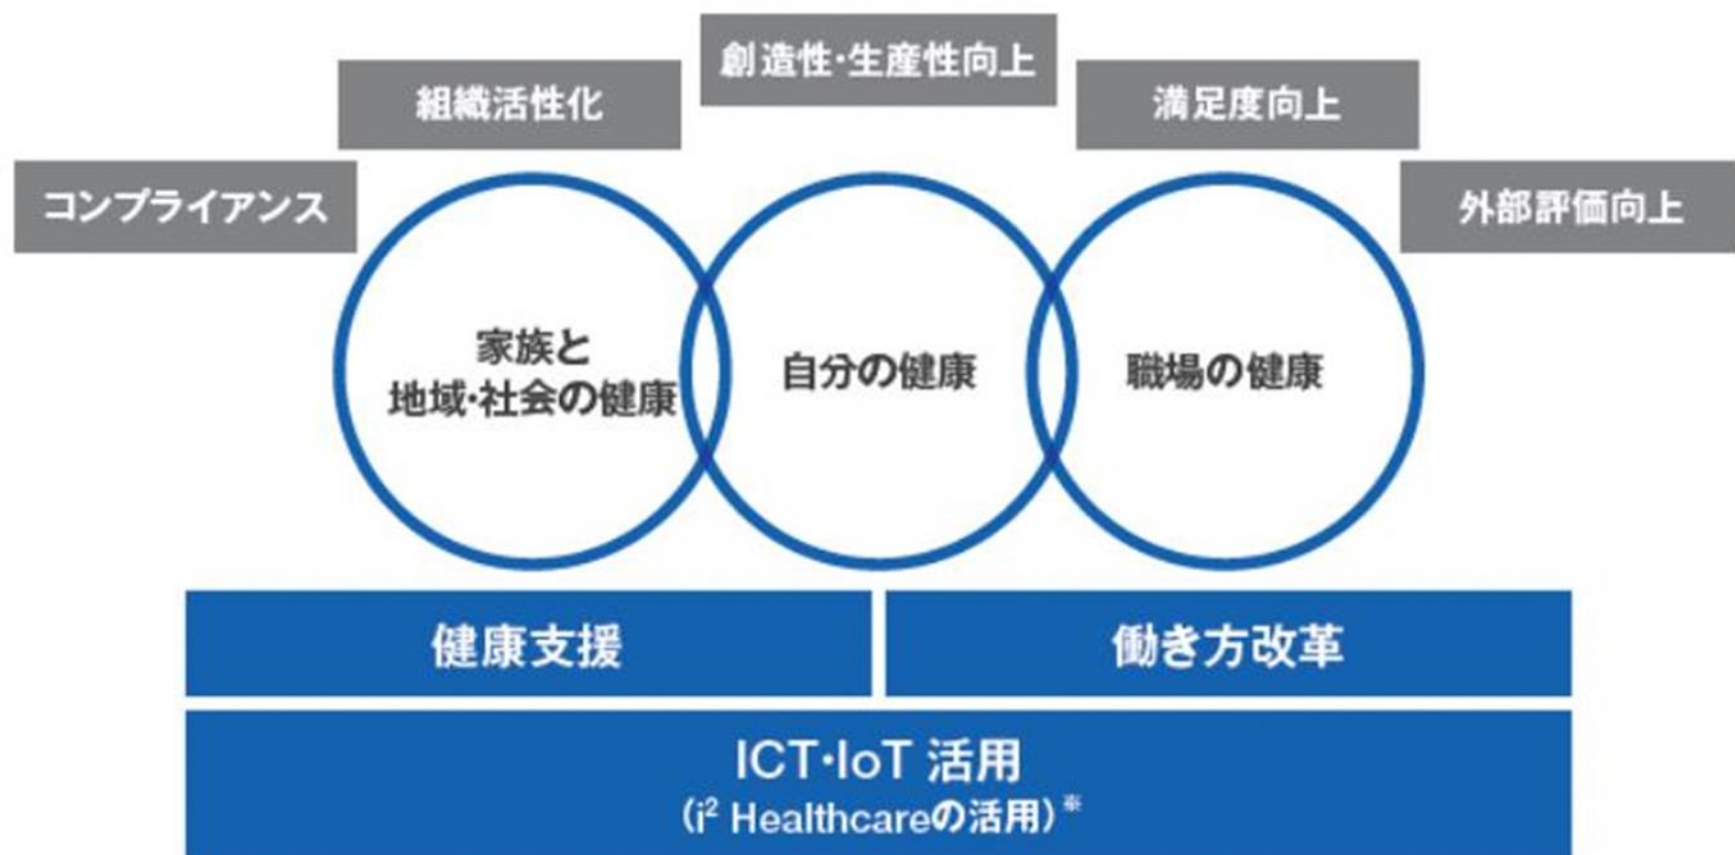 創造性・生産性向上
組織活性化
満足度向上
コンプライアンス
外部評価向上
家族と
地域・社会の健康
自分の健康
職場の健康
健康支援
働き方改革
ICT・IoT 活用
(i² Healthcareの活用)※